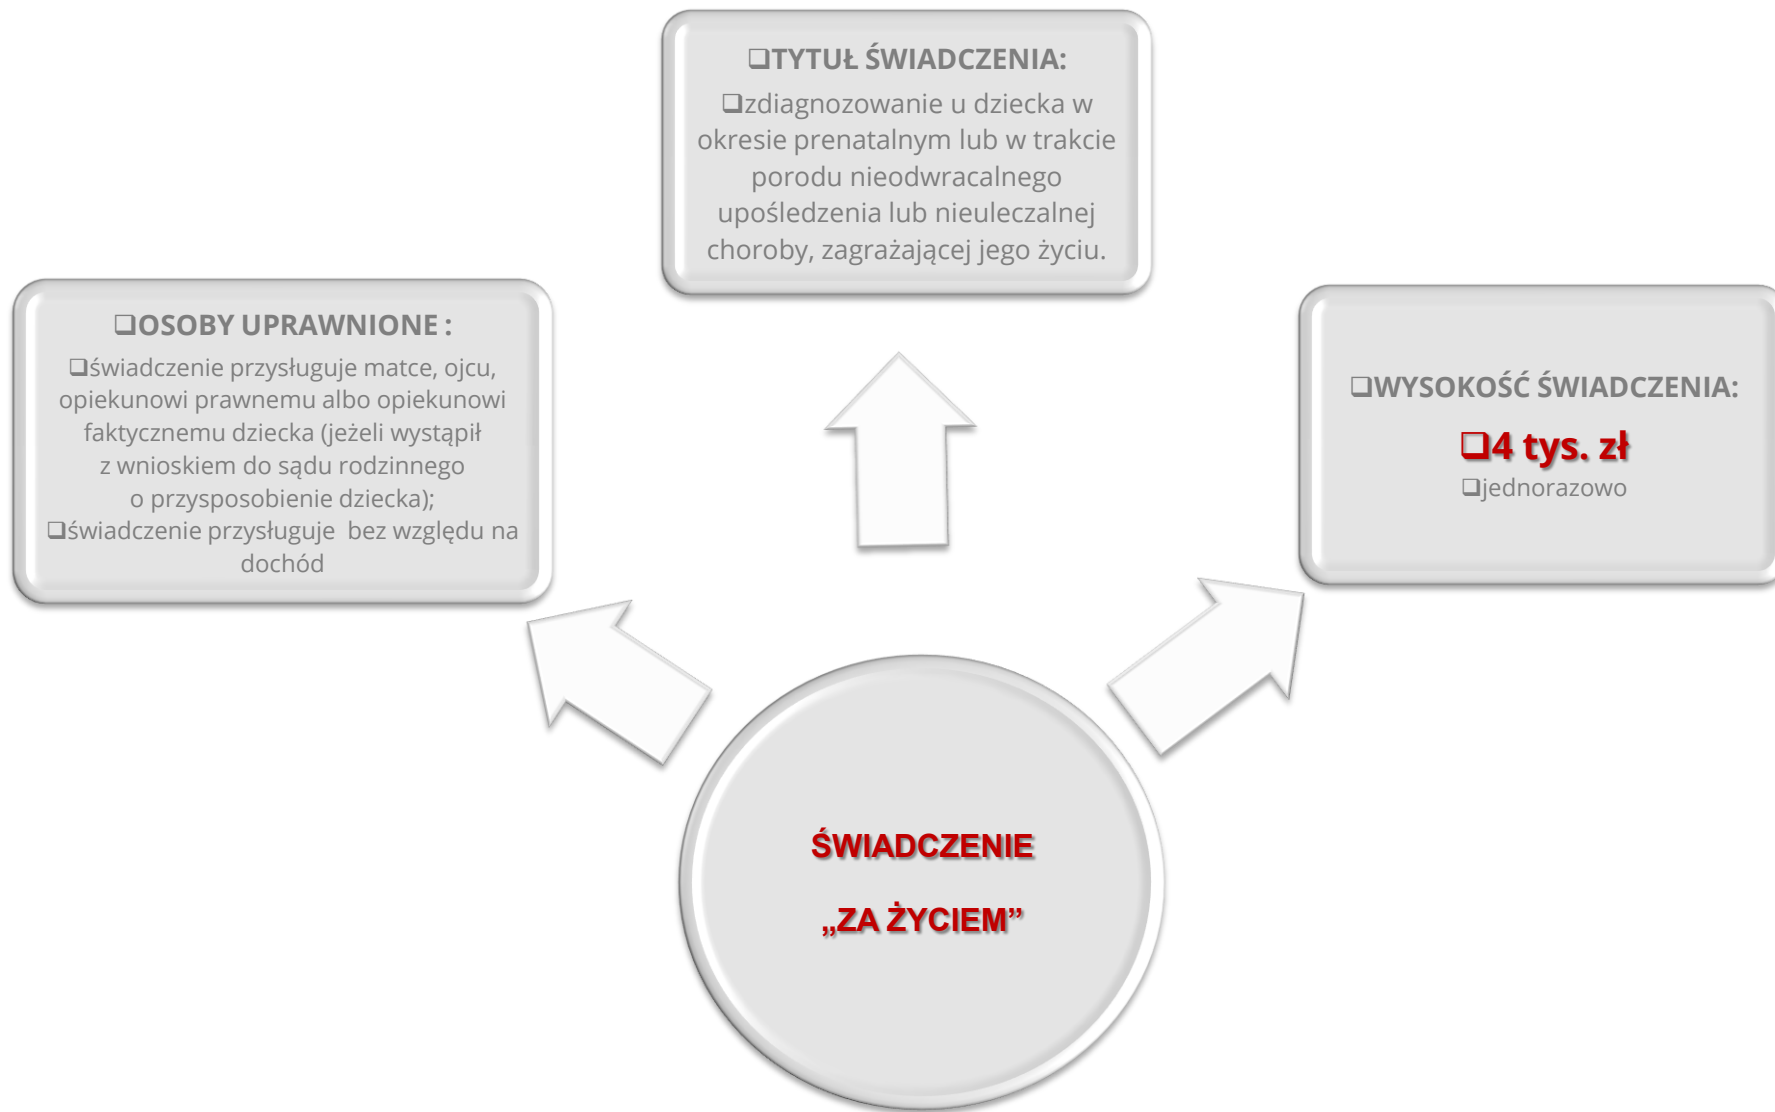 ❑TYTUŁ ŚWIADCZENIA:
❑zdiagnozowanie u dziecka w
okresie prenatalnym lub w trakcie
porodu nieodwracalnego
upośledzenia lub nieuleczalnej
choroby, zagrażającej jego życiu.
❑OSOBY UPRAWNIONE :
❑świadczenie przysługuje matce, ojcu,
opiekunowi prawnemu albo opiekunowi
faktycznemu dziecka (jeżeli wystąpił
z wnioskiem do sądu rodzinnego
o przysposobienie dziecka);
❑świadczenie przysługuje  bez względu na
dochód
❑WYSOKOŚĆ ŚWIADCZENIA:
❑4 tys. zł
❑jednorazowo
ŚWIADCZENIE
„ZA ŻYCIEM”